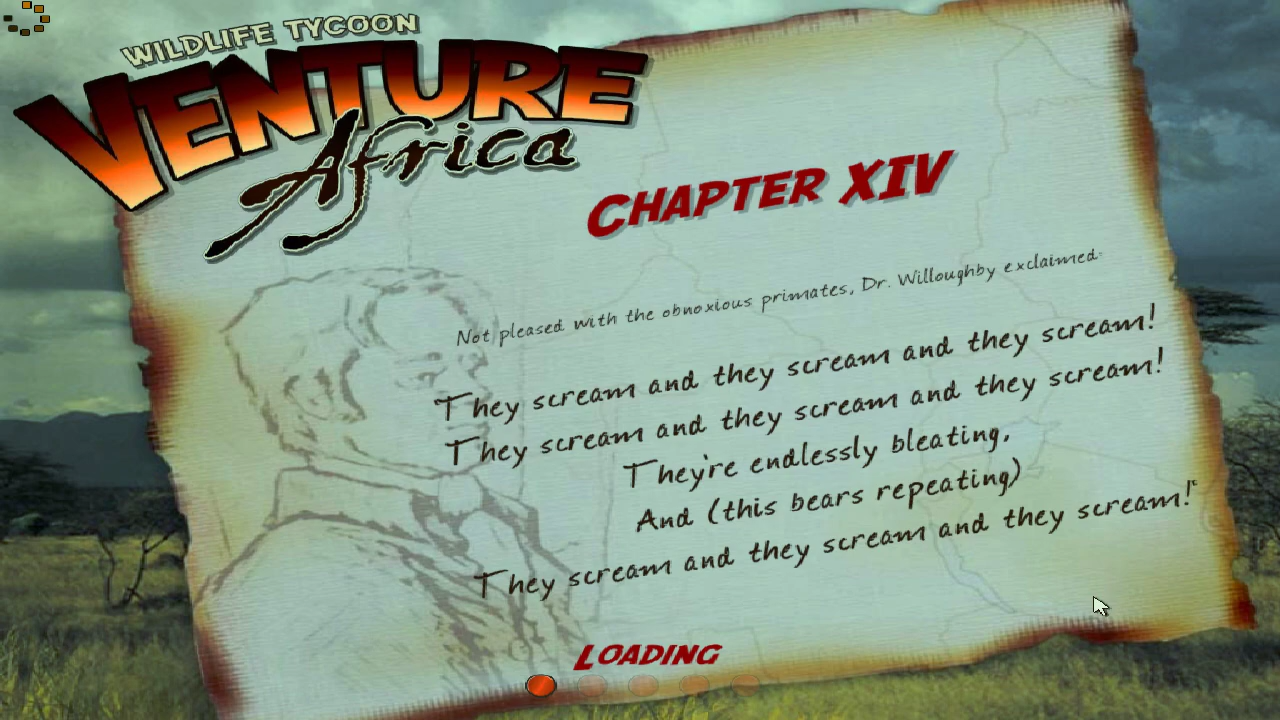 WILDLIFE TYCOON
VENTURE
Africa
CHAPTER XIV
Not pleased with the obnoxious primates, Dr. Willoughby exclaimed:
"They scream and they scream and they scream!
They scream and they scream and they scream!
They're endlessly bleating,
And (this bears repeating)
They scream and they scream and they scream!"
LOADING